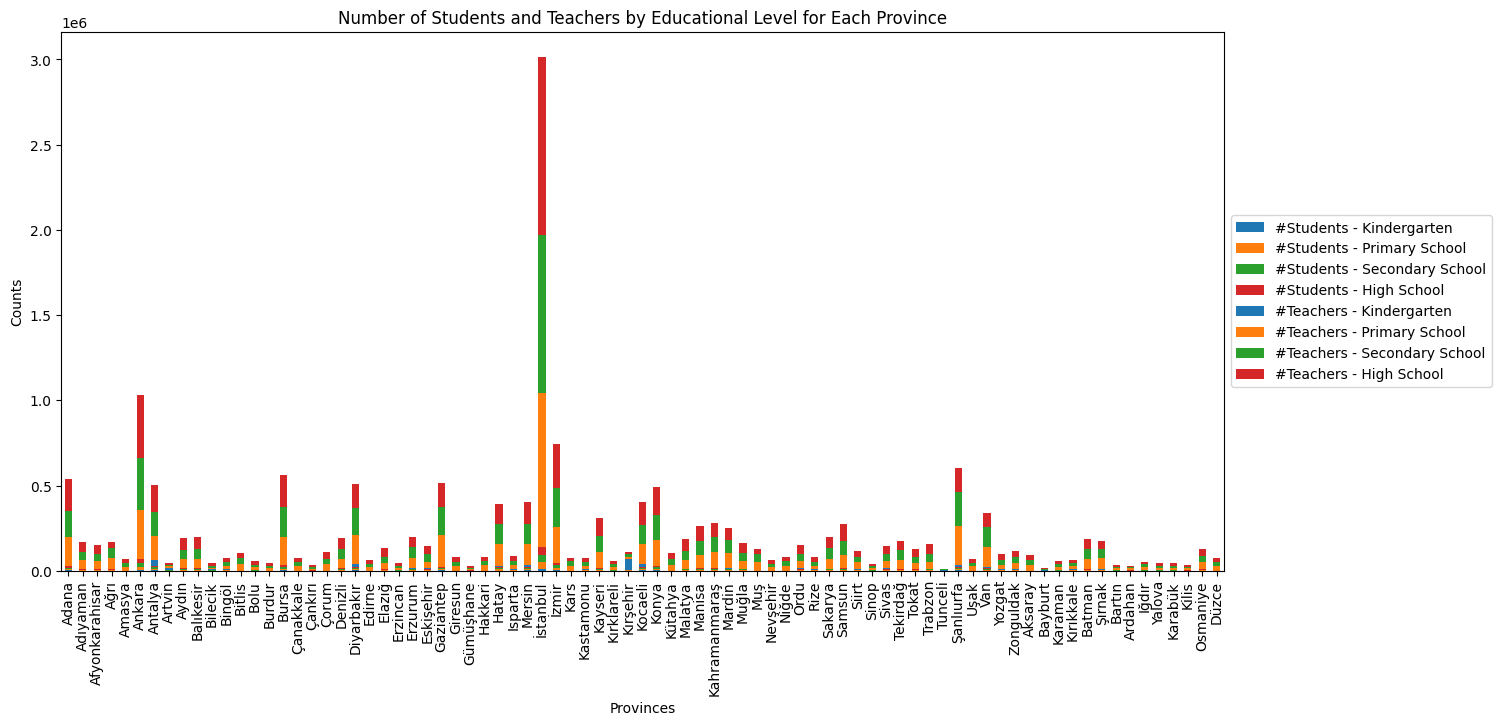 Number of Students and Teachers by Educational Level for Each Province
1e6
3.0
2.5
2.0
1.5
1.0
0.5
0.0
Counts
#Students - Kindergarten
#Students - Primary School
#Students - Secondary School
#Students - High School
#Teachers - Kindergarten
#Teachers - Primary School
#Teachers - Secondary School
#Teachers - High School
Adana
Adıyaman
Afyonkarahisar
Ağrı
Amasya
Ankara
Antalya
Artvin
Aydın
Balıkesir
Bilecik
Bingöl
Bitlis
Bolu
Burdur
Bursa
Çanakkale
Çankırı
Çorum
Denizli
Diyarbakır
Edirne
Elazığ
Erzincan
Erzurum
Eskişehir
Gaziantep
Giresun
Gümüşhane
Hakkari
Hatay
Isparta
Mersin
İstanbul
İzmir
Kars
Kastamonu
Kayseri
Kırklareli
Kırşehir
Kocaeli
Konya
Kütahya
Malatya
Manisa
Kahramanmaraş
Mardin
Muğla
Muş
Nevşehir
Niğde
Ordu
Rize
Sakarya
Samsun
Siirt
Sinop
Sivas
Tekirdağ
Tokat
Trabzon
Tunceli
Şanlıurfa
Uşak
Van
Yozgat
Zonguldak
Aksaray
Bayburt
Karaman
Kırıkkale
Batman
Şırnak
Bartın
Ardahan
Iğdır
Yalova
Karabük
Kilis
Osmaniye
Düzce
Provinces